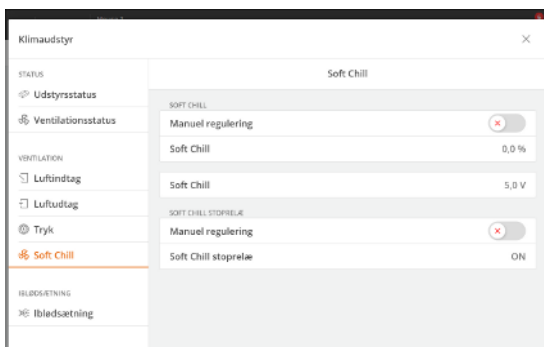 Klimaudstyr
STATUS
Udstyrsstatus
Ventilationsstatus
VENTILATION
Luftindtag
Luftudtag
Tryk
Soft Chill
IBLØDSÆTNING
Iblødsætning
Soft Chill
SOFT CHILL
Manuel regulering
Soft Chill 0,0 %
Soft Chill 5,0 V
SOFT CHILL STOPRELÆ
Manuel regulering
Soft Chill stoprelæ ON